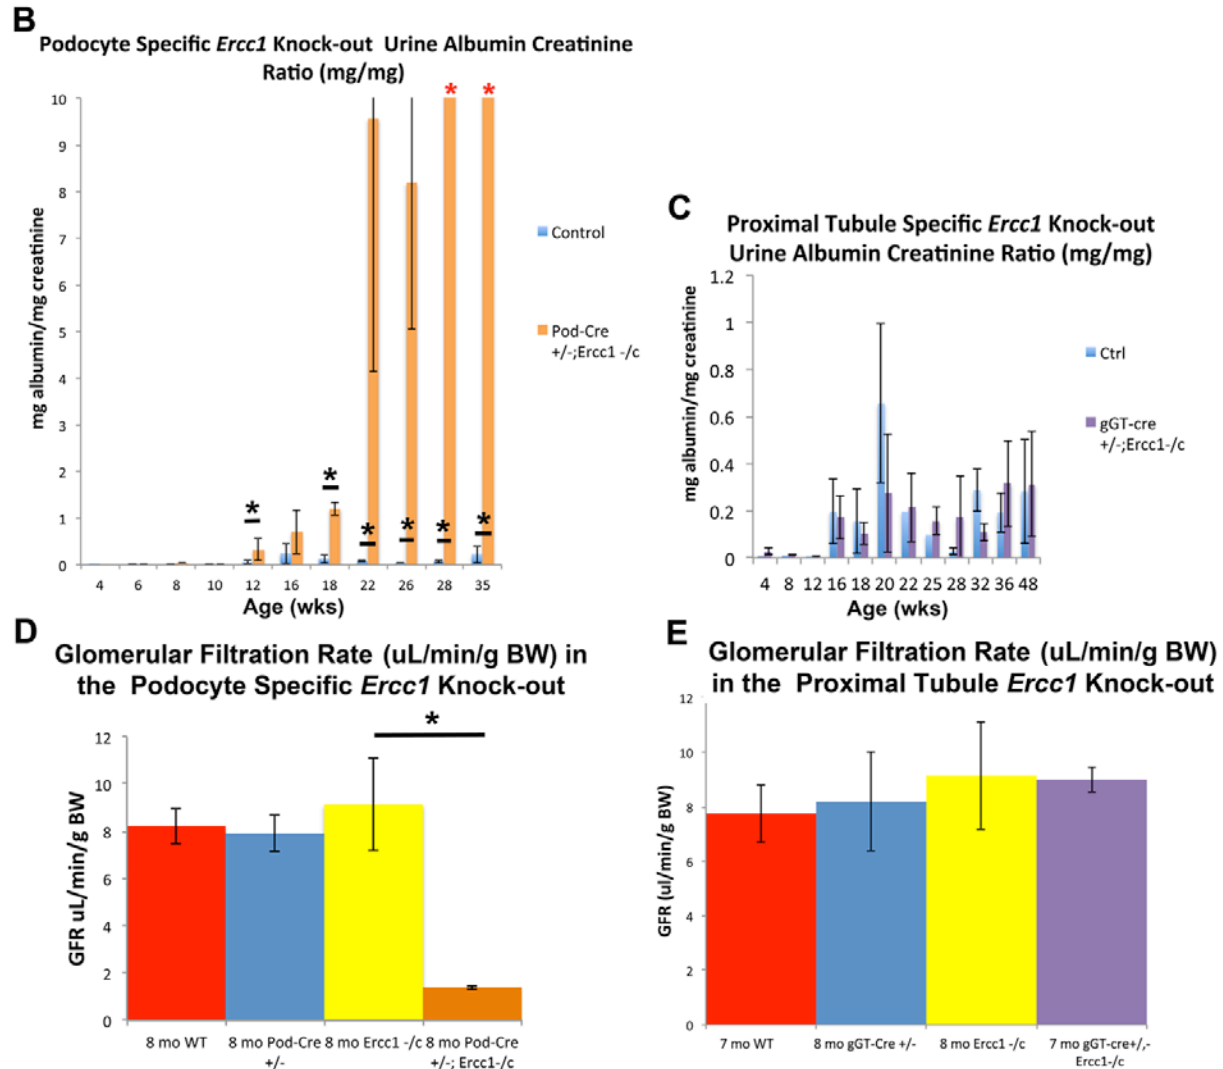 B
Podocyte Specific Ercc1 Knock-out Urine Albumin Creatinine
Ratio (mg/mg)
* *
10
9
8
7
6
5
4
3
2
1
0
mg albumin/mg creatinine
* * * * * *
4 6 8 10 12 16 18 22 26 28 35
Age (wks)
Control
Pod-Cre
+/-;Ercc1 -/c
C
Proximal Tubule Specific Ercc1 Knock-out
Urine Albumin Creatinine Ratio (mg/mg)
1.2
1
0.8
0.6
0.4
0.2
0
mg albumin/mg creatinine
4 8 12 16 18 20 22 25 28 32 36 48
Age (wks)
Ctrl
gGT-cre
+/-;Ercc1-/c
D
Glomerular Filtration Rate (uL/min/g BW) in
the Podocyte Specific Ercc1 Knock-out
*
12
10
8
6
4
2
0
GFR uL/min/g BW
8 mo WT 8 mo Pod-Cre 8 mo Ercc1 -/c 8 mo Pod-Cre
+/- +/-; Ercc1-/c
E
Glomerular Filtration Rate (uL/min/g BW)
in the Proximal Tubule Ercc1 Knock-out
12
10
8
6
4
2
0
GFR (ul/min/g BW)
7 mo WT 8 mo gGT-Cre +/- 8 mo Ercc1 -/c 7 mo gGT-cre+/,-
Ercc1-/c